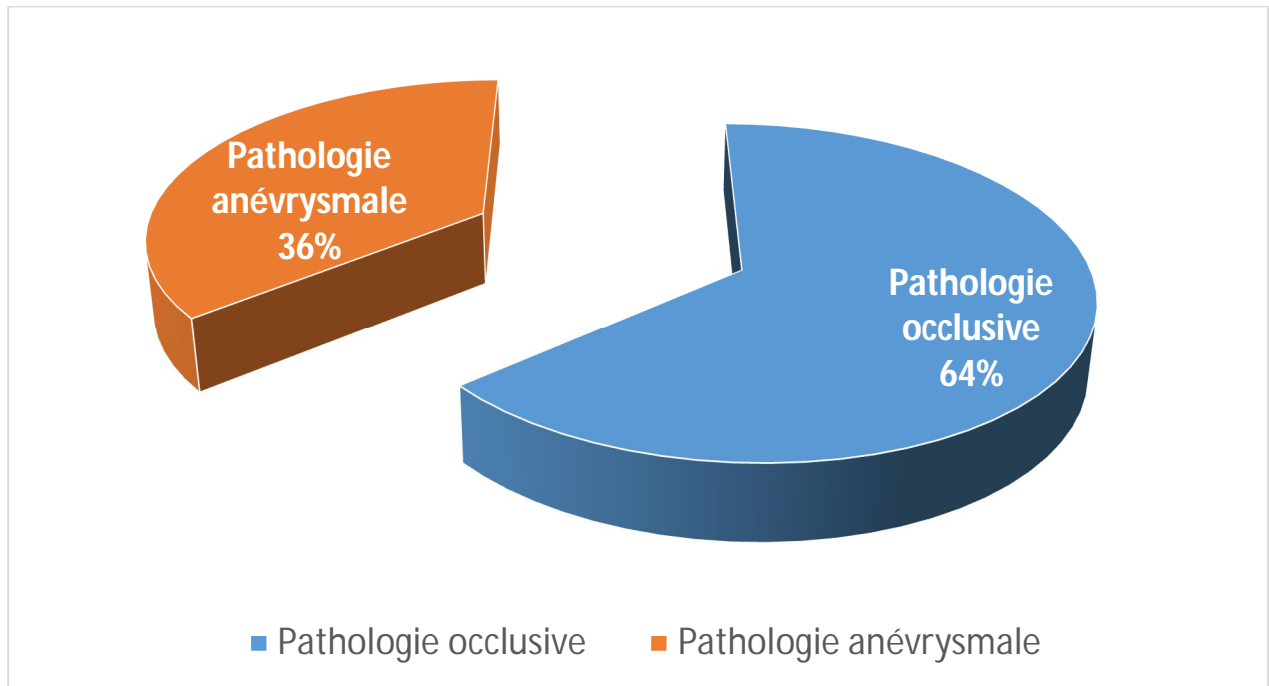 Pathologie
anévrysmale
36%
Pathologie
occlusive
64%
Pathologie occlusive
Pathologie anévrysmale